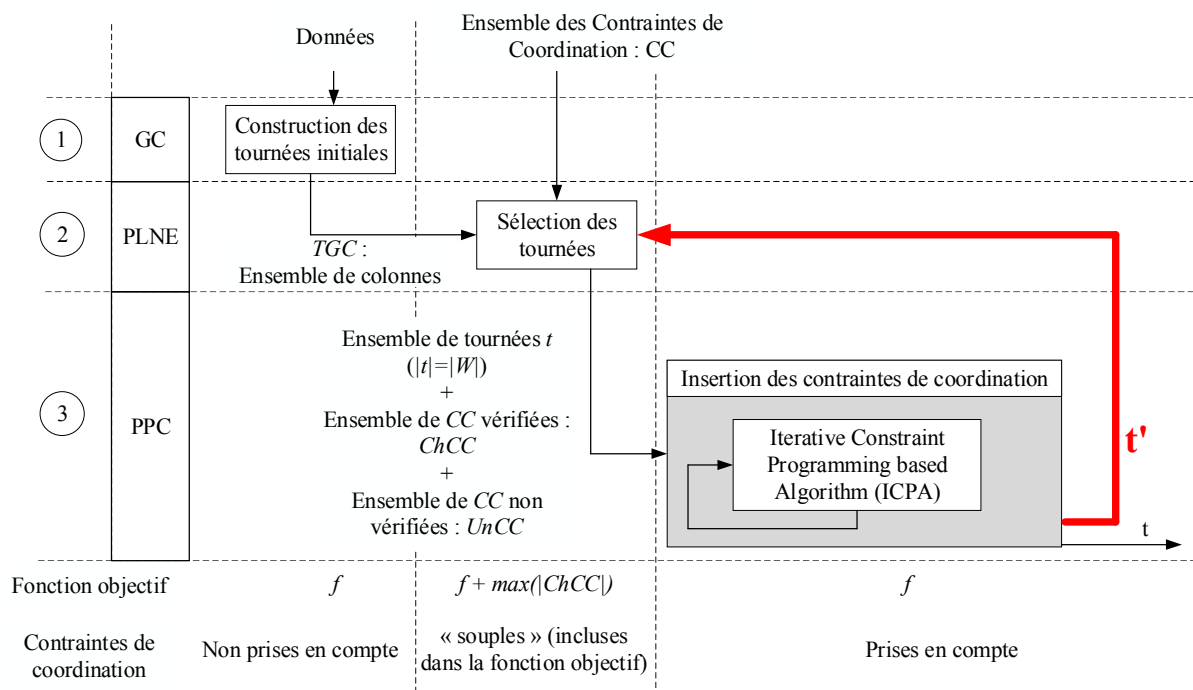 Données
Ensemble des Contraintes de
Coordination : CC
1
GC
Construction des
tournées initiales
2
PLNE
Sélection des
tournées
TGC :
Ensemble de colonnes
3
PPC
Ensemble de tournées t
(|t|=|W|)
+
Ensemble de CC vérifiées :
ChCC
+
Ensemble de CC non
vérifiées : UnCC
Insertion des contraintes de coordination
Iterative Constraint
Programming based
Algorithm (ICPA)
t'
t
Fonction objectif
f
f + max(|ChCC|)
f
Contraintes de
coordination
Non prises en compte
« souples » (incluses
dans la fonction objectif)
Prises en compte